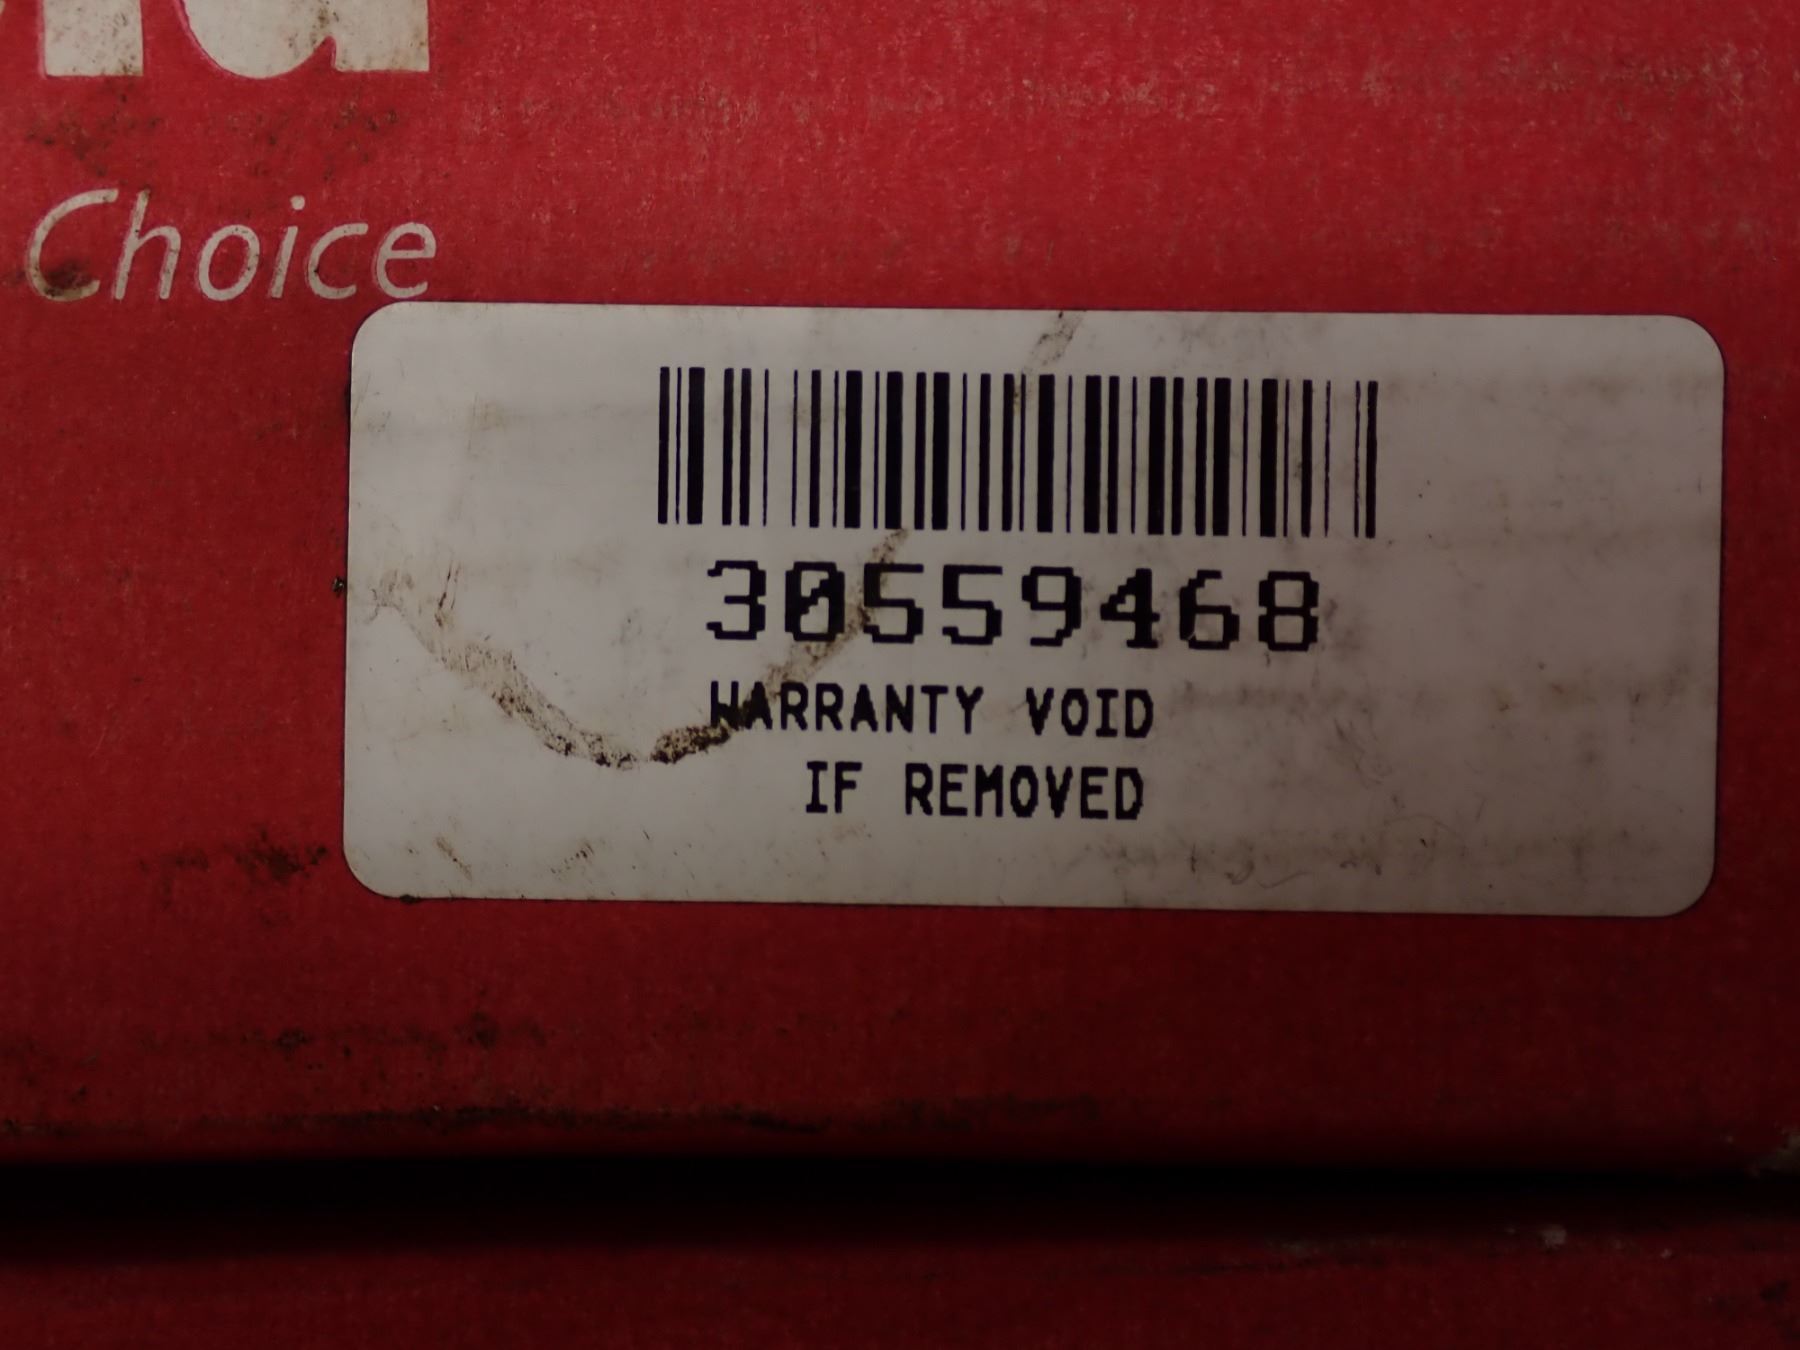 Choice
30559468
WARRANTY VOID
IF REMOVED